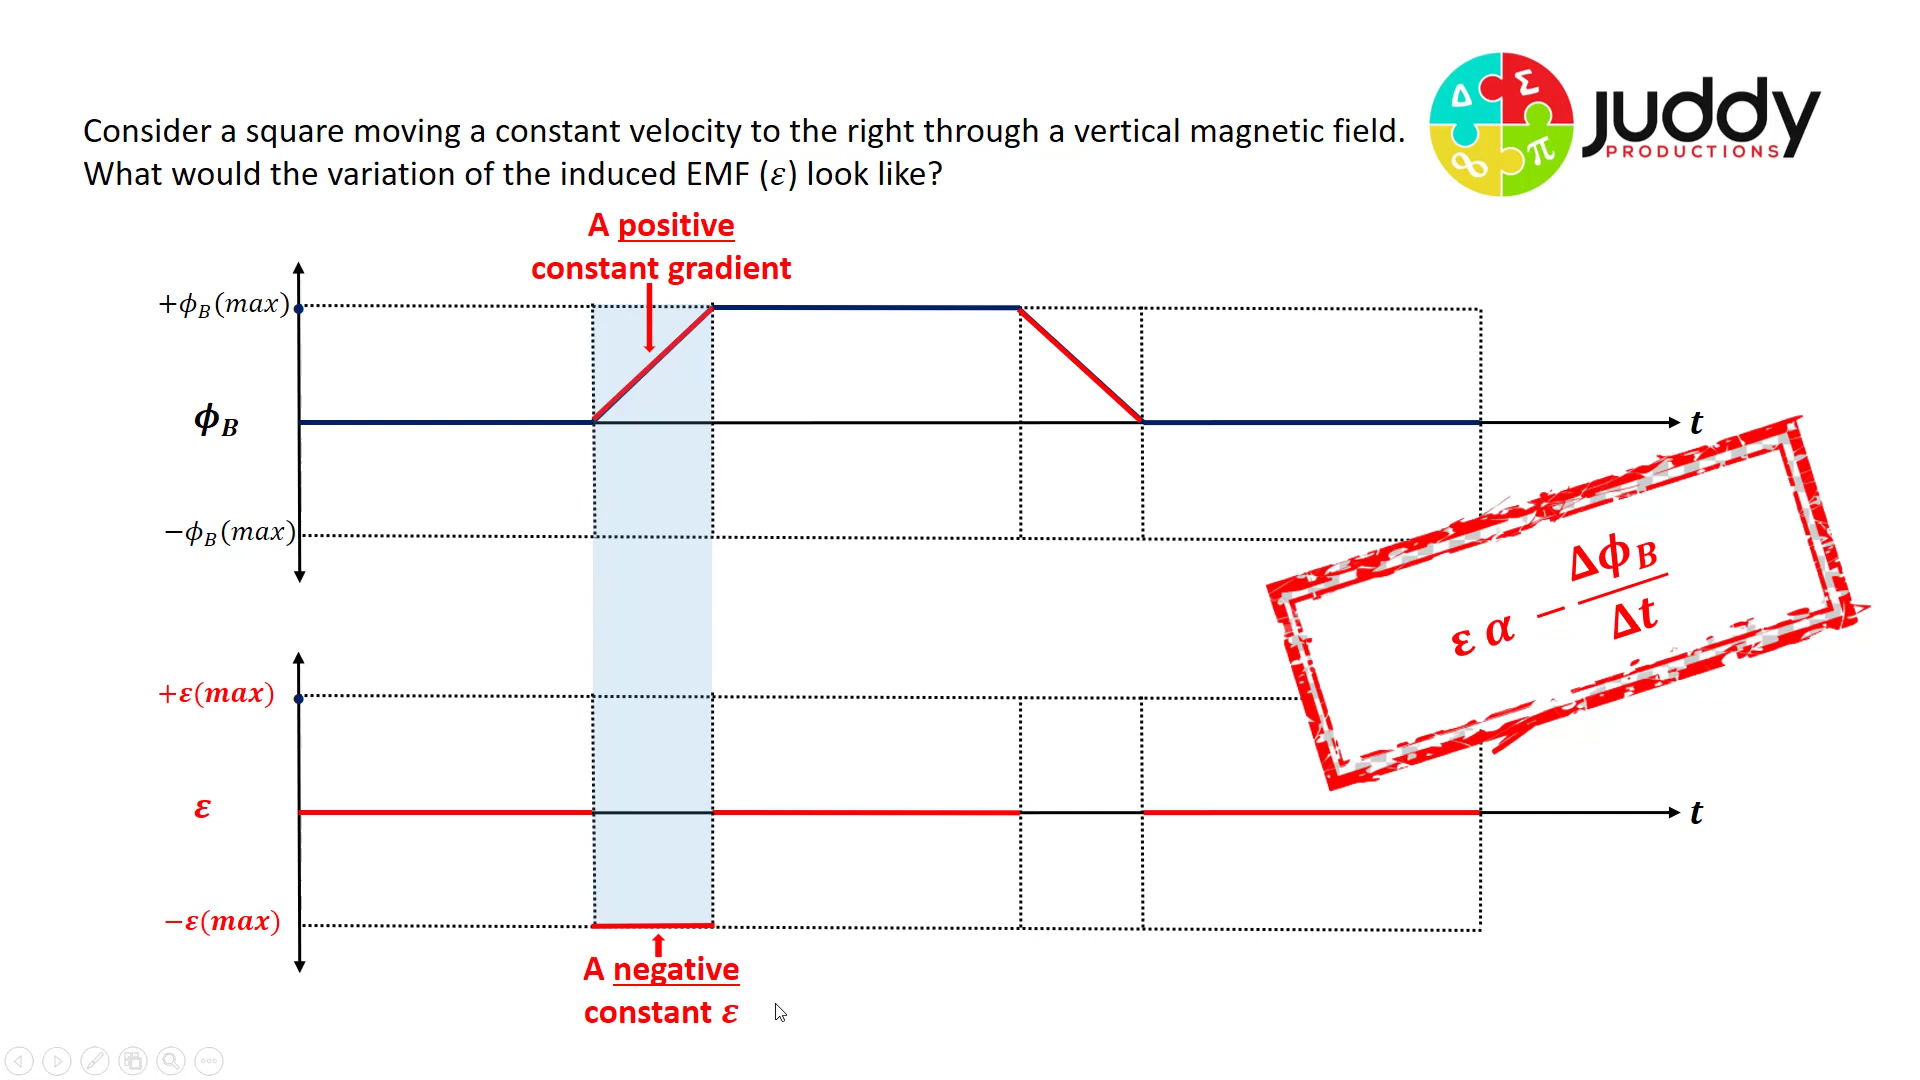 Consider a square moving a constant velocity to the right through a vertical magnetic field.
What would the variation of the induced EMF (ε) look like?
Δ Σ
∞ π
juddy
PRODUCTIONS
A positive
constant gradient
+ϕB(max)
ϕB
t
−ϕB(max)
ε α − ΔϕB/Δt
+ε(max)
ε
t
−ε(max)
A negative
constant ε